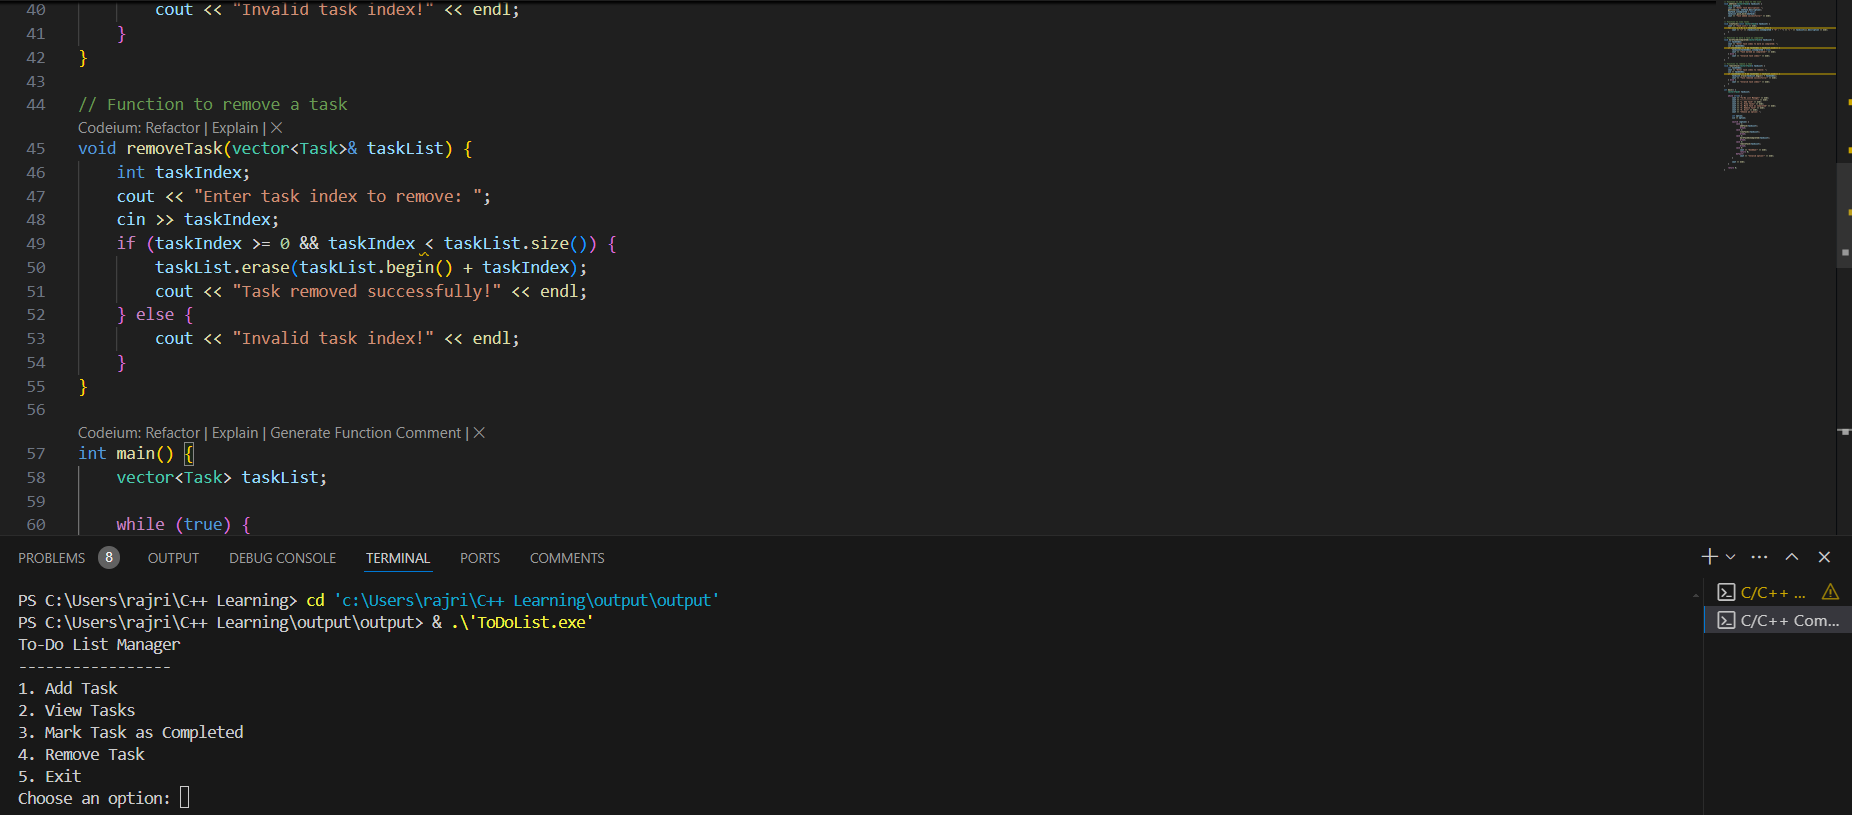 40 cout << "Invalid task index!" << endl;
41 }
42 }
43
44 // Function to remove a task
Codeium: Refactor | Explain | ×
45 void removeTask(vector<Task>& taskList) {
46 int taskIndex;
47 cout << "Enter task index to remove: ";
48 cin >> taskIndex;
49 if (taskIndex >= 0 && taskIndex < taskList.size()) {
50 taskList.erase(taskList.begin() + taskIndex);
51 cout << "Task removed successfully!" << endl;
52 } else {
53 cout << "Invalid task index!" << endl;
54 }
55 }
56
Codeium: Refactor | Explain | Generate Function Comment | ×
57 int main() {
58 vector<Task> taskList;
59
60 while (true) {
PROBLEMS 8 OUTPUT DEBUG CONSOLE TERMINAL PORTS COMMENTS
PS C:\Users\rajri\C++ Learning> cd 'c:\Users\rajri\C++ Learning\output\output'
PS C:\Users\rajri\C++ Learning\output\output> & .\'ToDoList.exe'
To-Do List Manager
-----------------
1. Add Task
2. View Tasks
3. Mark Task as Completed
4. Remove Task
5. Exit
Choose an option:
C/C++ ...
C/C++ Com...